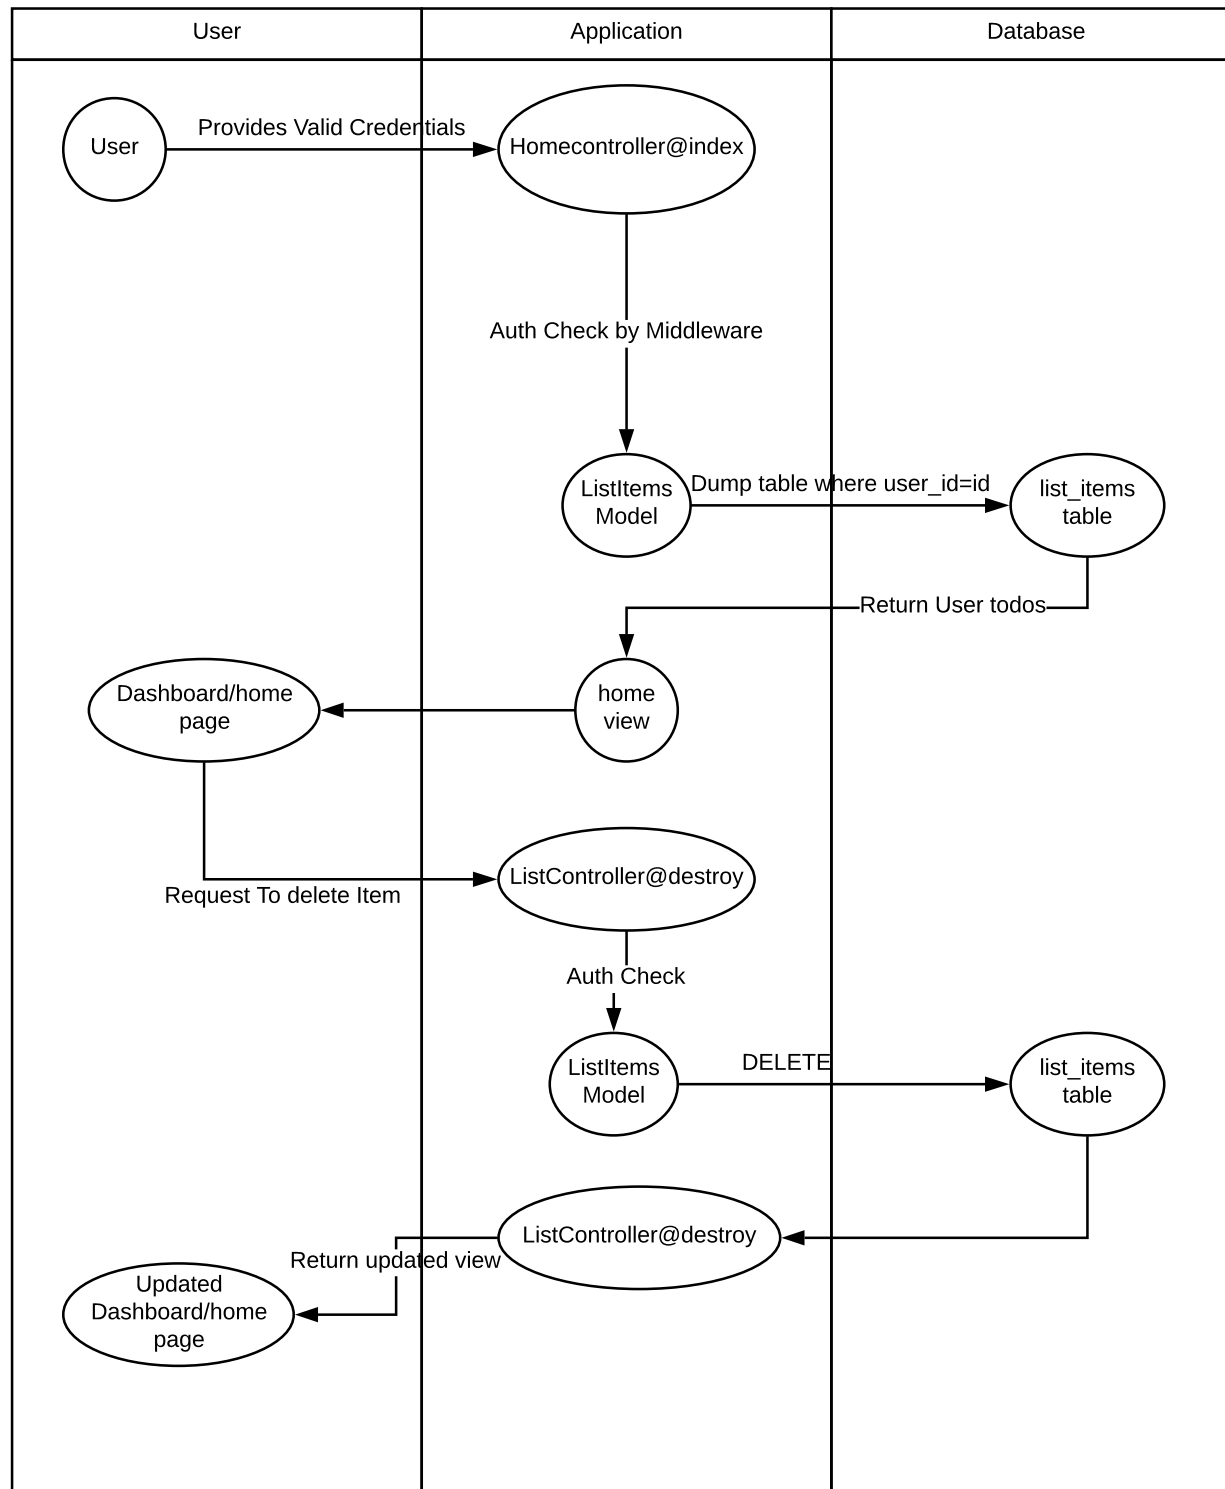 User
Application
Database
User
Provides Valid Credentials
Homecontroller@index
Auth Check by Middleware
ListItems
Model
Dump table where user_id=id
list_items
table
Return User todos
Dashboard/home
page
home
view
Request To delete Item
ListController@destroy
Auth Check
ListItems
Model
DELETE
list_items
table
ListController@destroy
Return updated view
Updated
Dashboard/home
page